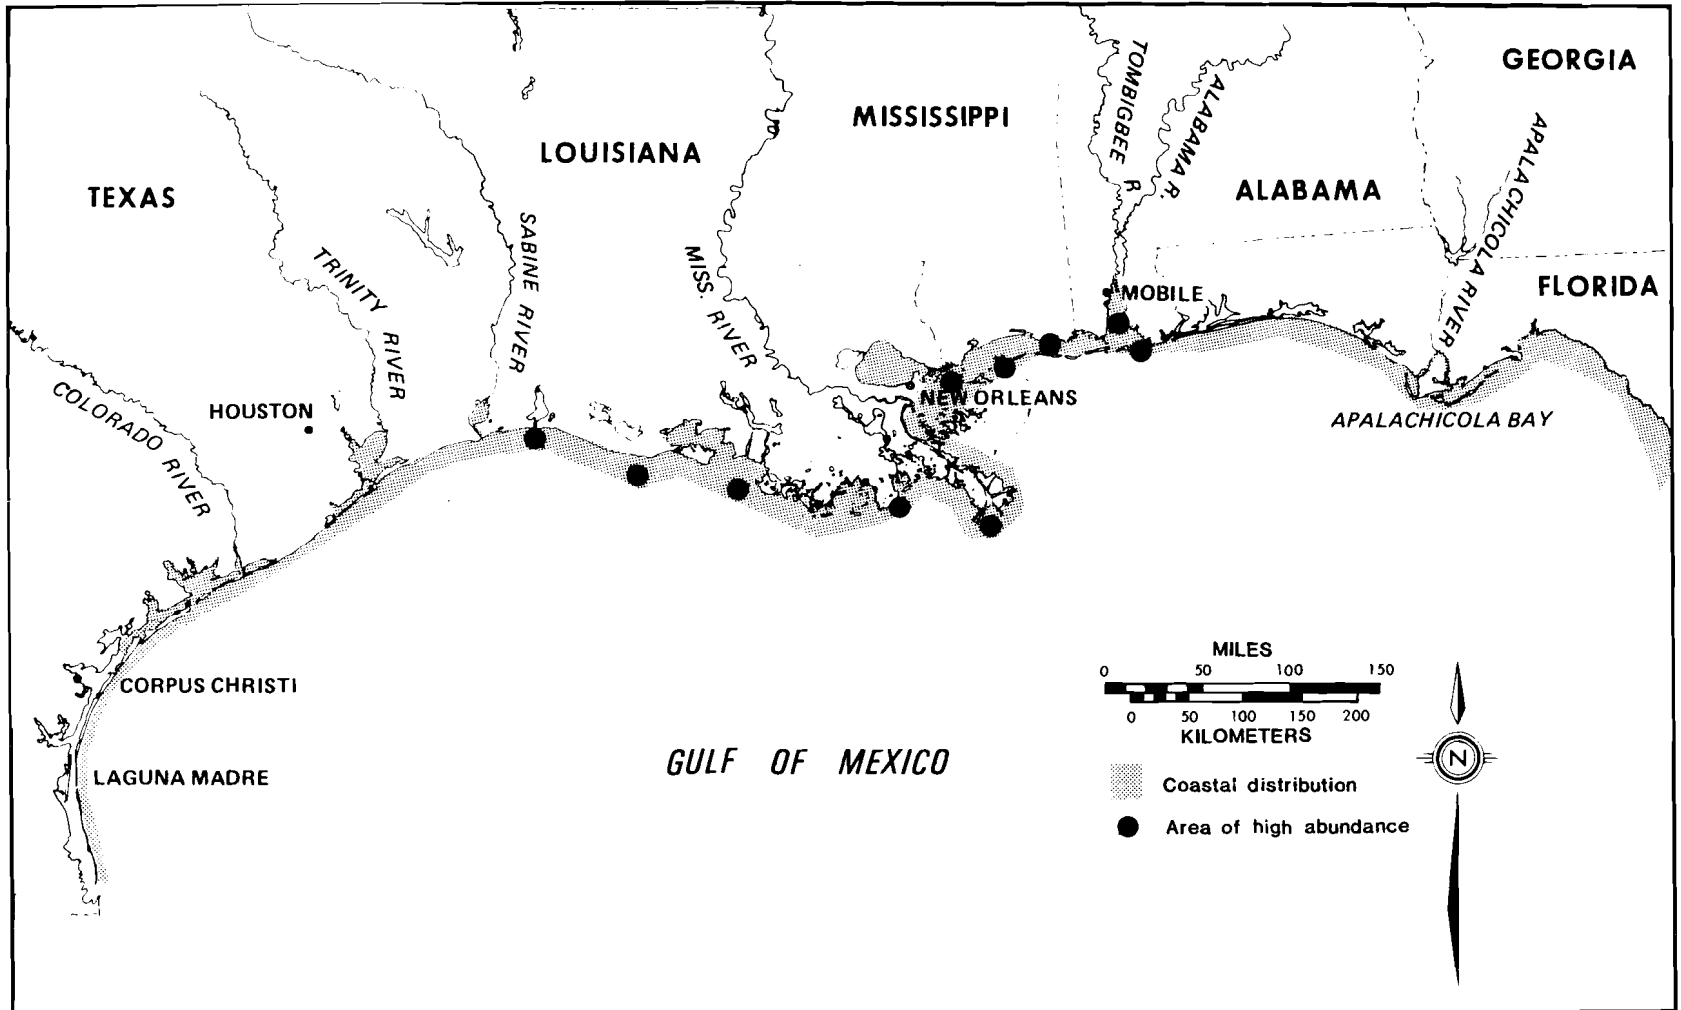 GEORGIA
MISSISSIPPI
TOMBIGBEE R.
ALABAMA R.
APALACHICOLA RIVER
LOUISIANA
TEXAS
ALABAMA
SABINE RIVER
TRINITY RIVER
MISS. RIVER
FLORIDA
MOBILE
COLORADO RIVER
HOUSTON
NEW ORLEANS
APALACHICOLA BAY
CORPUS CHRISTI
LAGUNA MADRE
GULF OF MEXICO
MILES
0 50 100 150
0 50 100 150 200
KILOMETERS
N
Coastal distribution
Area of high abundance